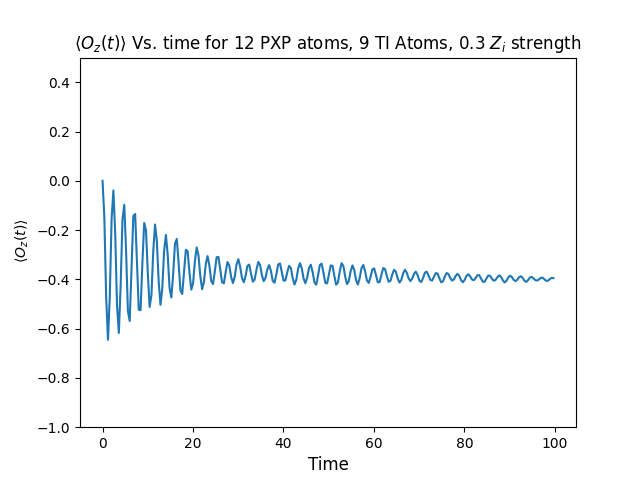 ⟨O_z(t)⟩ Vs. time for 12 PXP atoms, 9 TI Atoms, 0.3 Z_i strength
0.4
0.2
0.0
−0.2
−0.4
−0.6
−0.8
−1.0
⟨O_z(t)⟩
0 20 40 60 80 100
Time